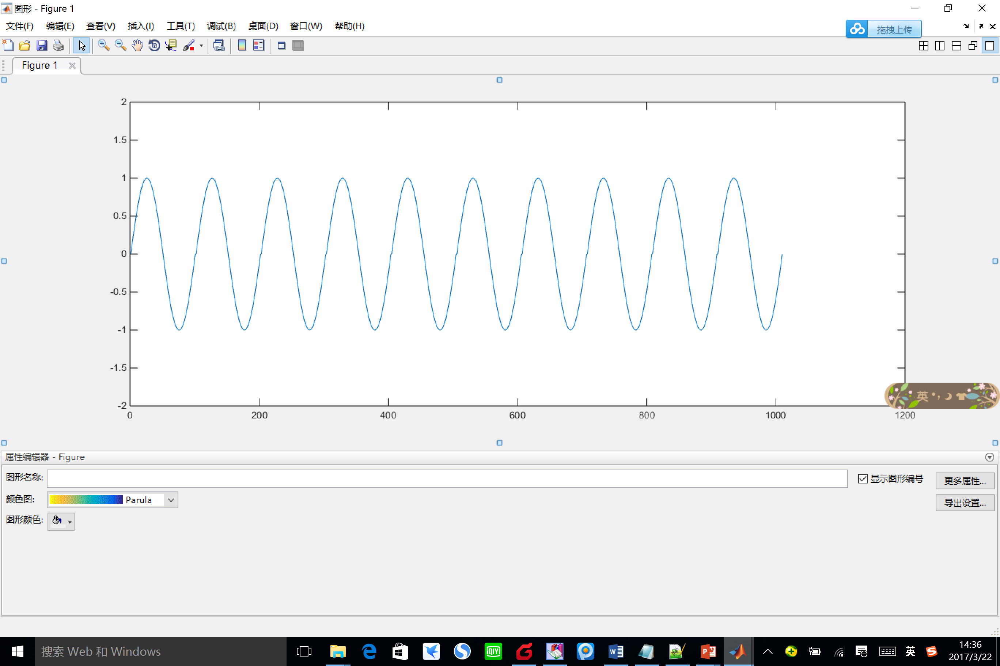 图形 - Figure 1
文件(F) 编辑(E) 查看(V) 插入(I) 工具(T) 调试(B) 桌面(D) 窗口(W) 帮助(H)
拖拽上传
Figure 1
2
1.5
1
0.5
0
-0.5
-1
-1.5
-2
0 200 400 600 800 1000 1200
英
属性编辑器 - Figure
图形名称:
显示图形编号
更多属性...
颜色图:
Parula
导出设置...
图形颜色:
搜索 Web 和 Windows
iQIY
英
14:36
2017/3/22